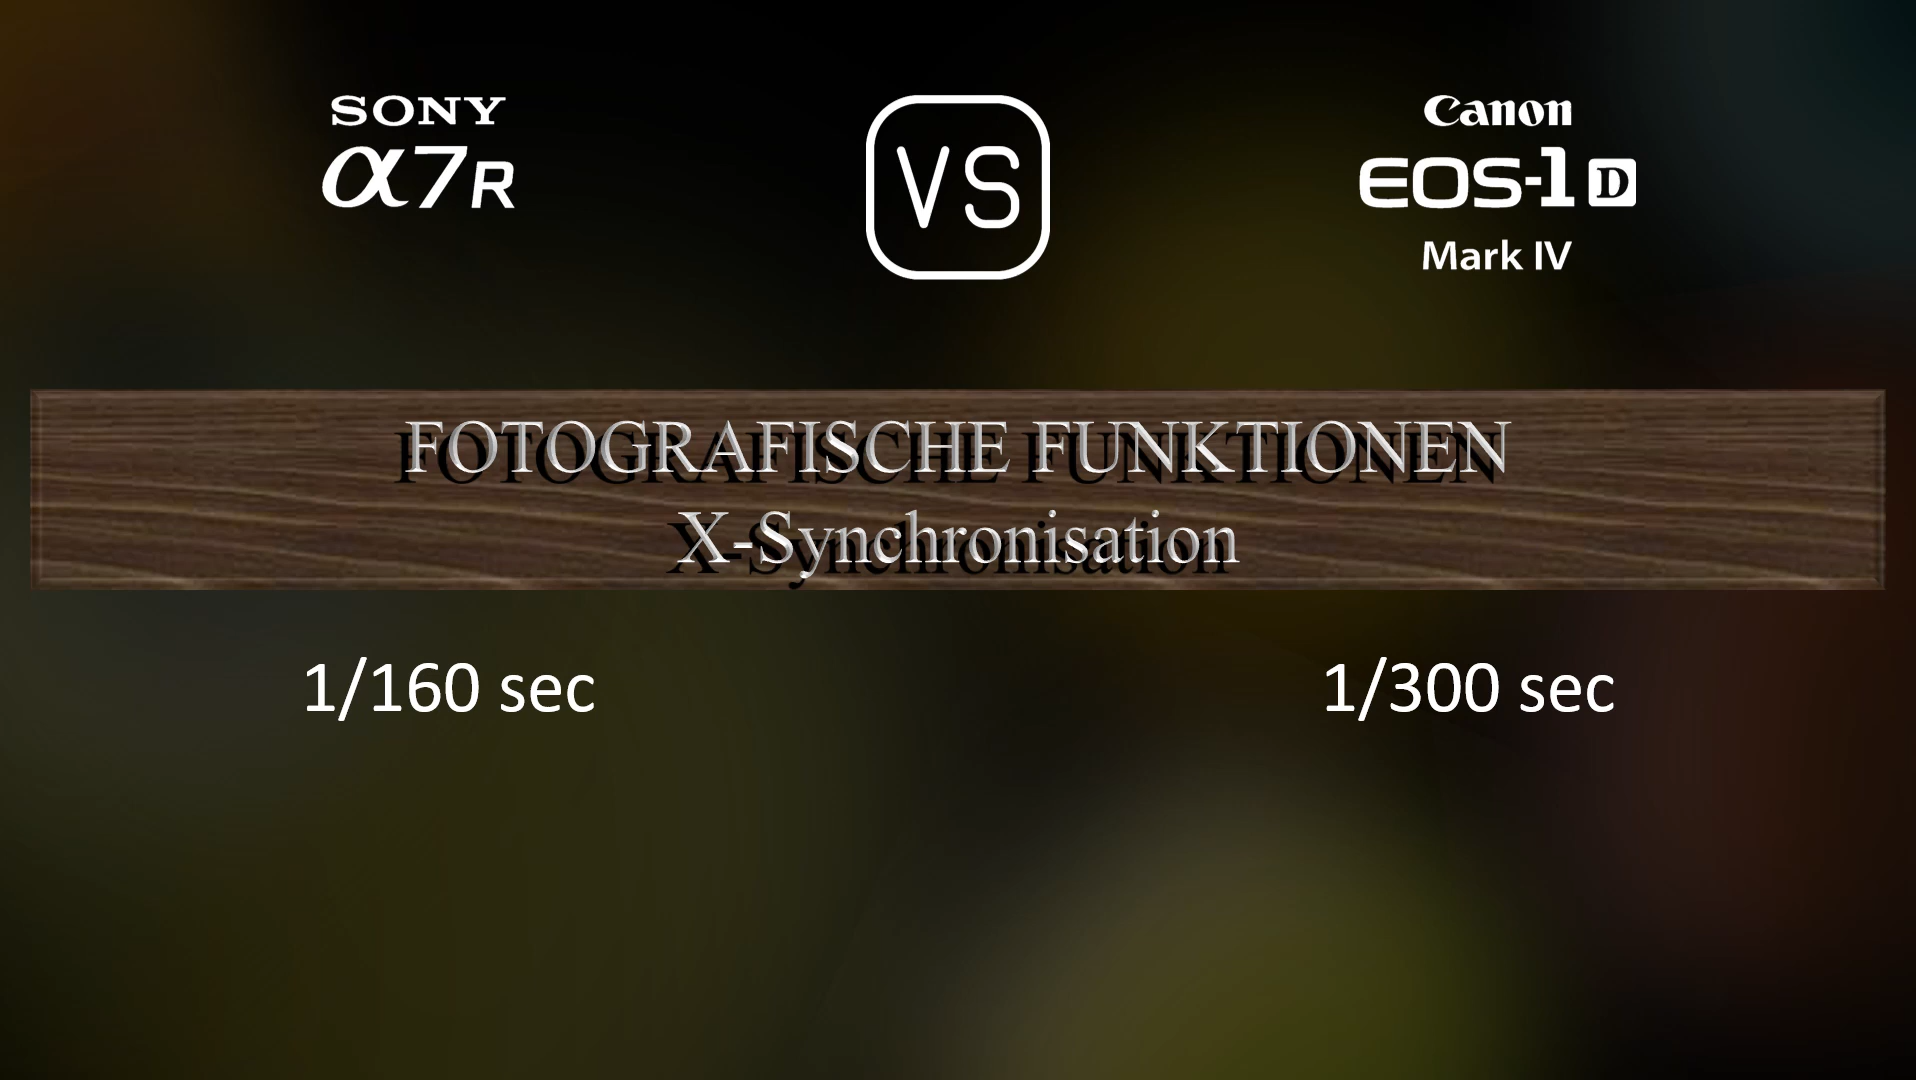 SONY
α7R
VS
Canon
EOS-1D
Mark IV
FOTOGRAFISCHE FUNKTIONEN
X-Synchronisation
1/160 sec
1/300 sec